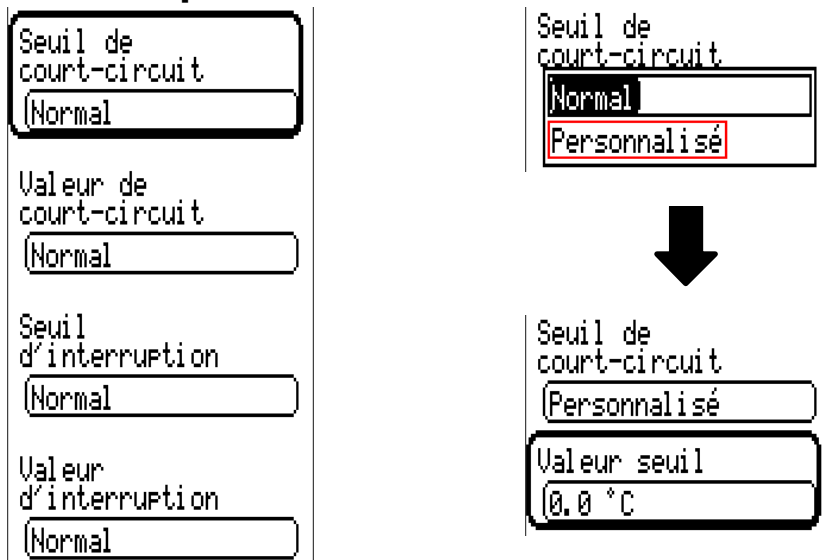 Seuil de
court-circuit
Normal
Valeur de
court-circuit
Normal
Seuil
d'interruption
Normal
Valeur
d'interruption
Normal
Seuil de
court-circuit
Normal
Personnalisé
Seuil de
court-circuit
Personnalisé
Valeur seuil
0.0 °C